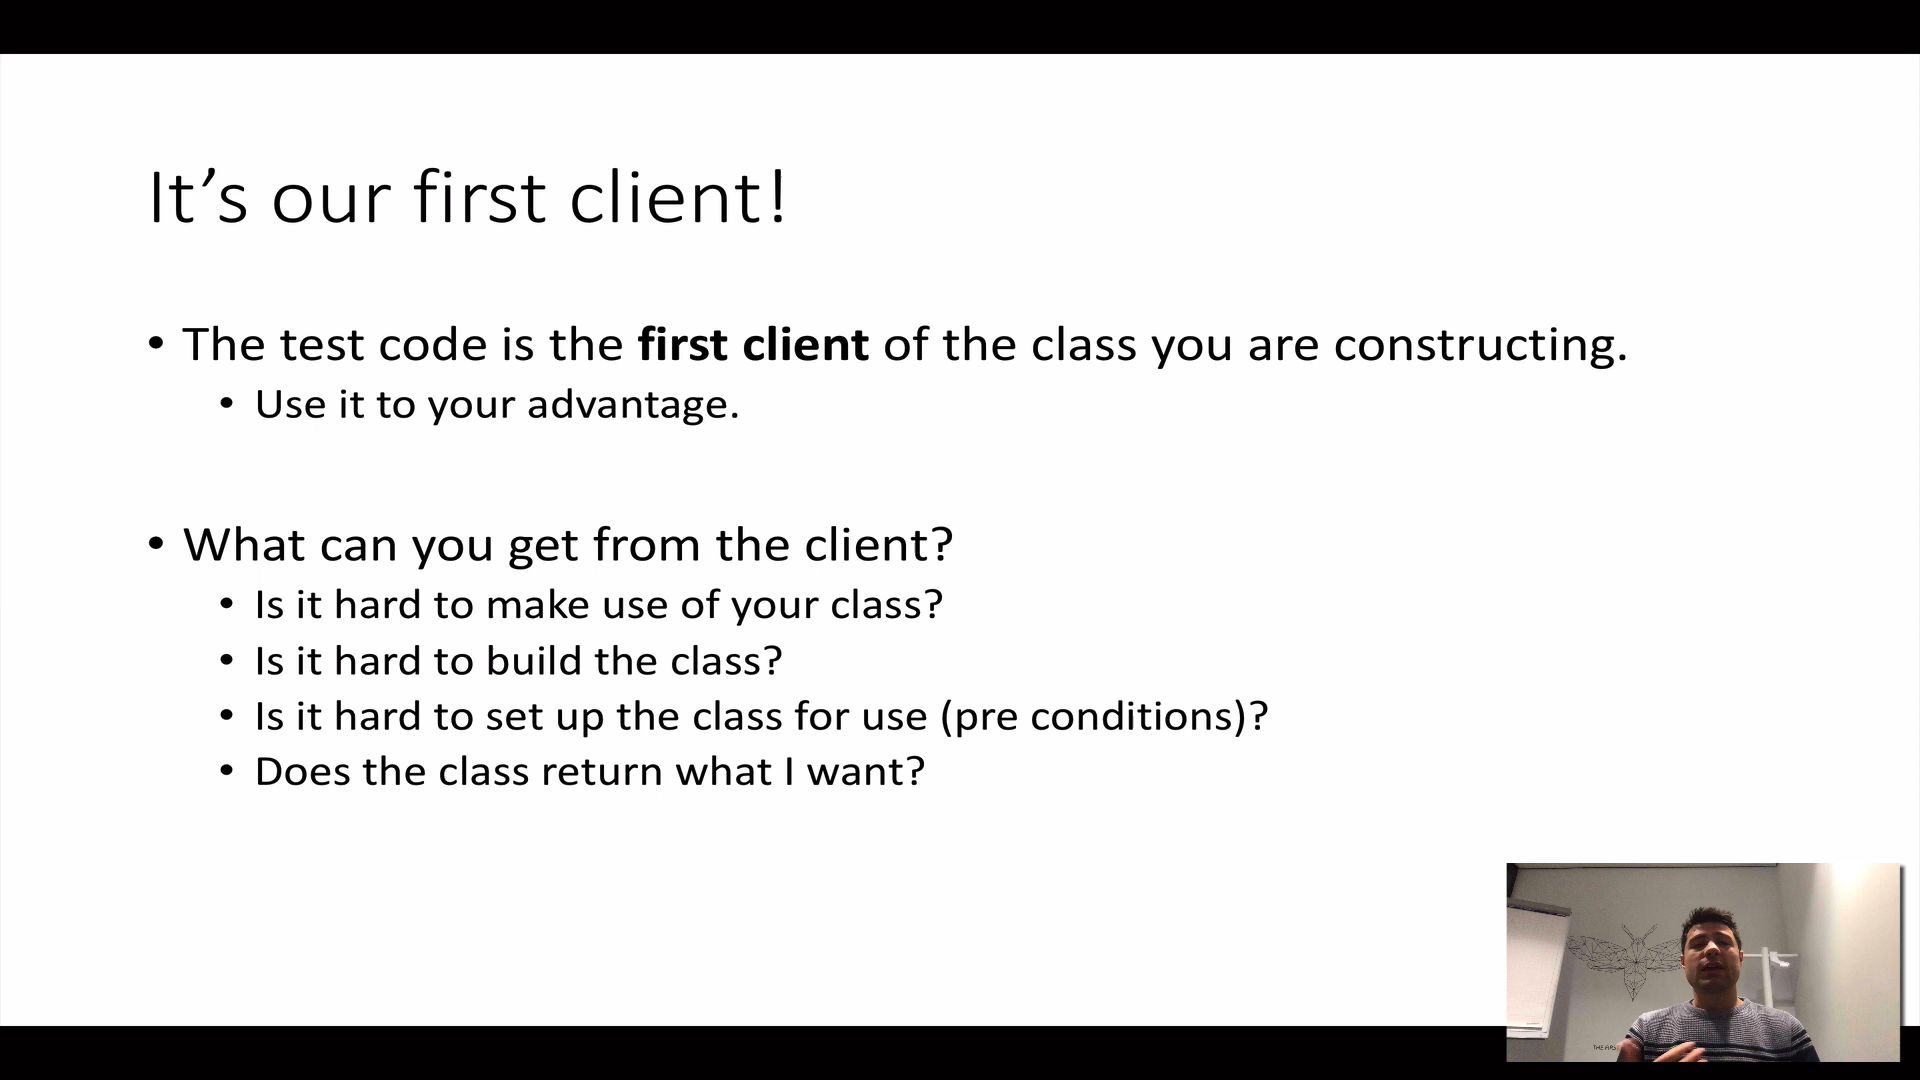 It’s our first client!
• The test code is the first client of the class you are constructing.
• Use it to your advantage.
• What can you get from the client?
• Is it hard to make use of your class?
• Is it hard to build the class?
• Is it hard to set up the class for use (pre conditions)?
• Does the class return what I want?
THE FIRS